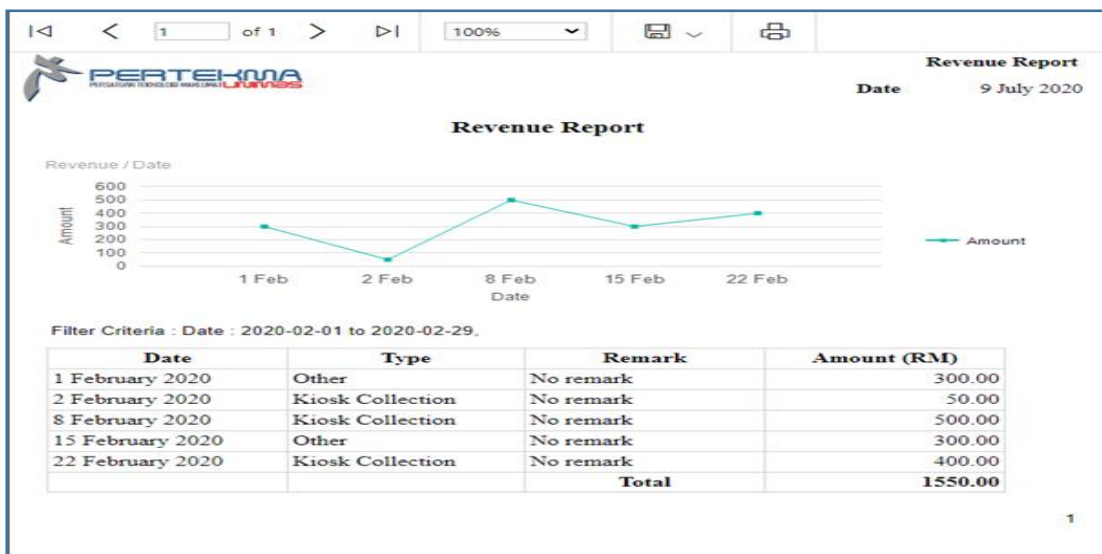 1 of 1 100%
PERTEKMA
PERSATUAN TEKNOLOGI MAKLUMAT UNIMAS
Revenue Report
Date 9 July 2020
Revenue Report
Revenue / Date
600
500
400
300
200
100
0
Amount
1 Feb 2 Feb 8 Feb 15 Feb 22 Feb
Date
Amount
Filter Criteria : Date : 2020-02-01 to 2020-02-29,
Date Type Remark Amount (RM)
1 February 2020 Other No remark 300.00
2 February 2020 Kiosk Collection No remark 50.00
8 February 2020 Kiosk Collection No remark 500.00
15 February 2020 Other No remark 300.00
22 February 2020 Kiosk Collection No remark 400.00
Total 1550.00
1